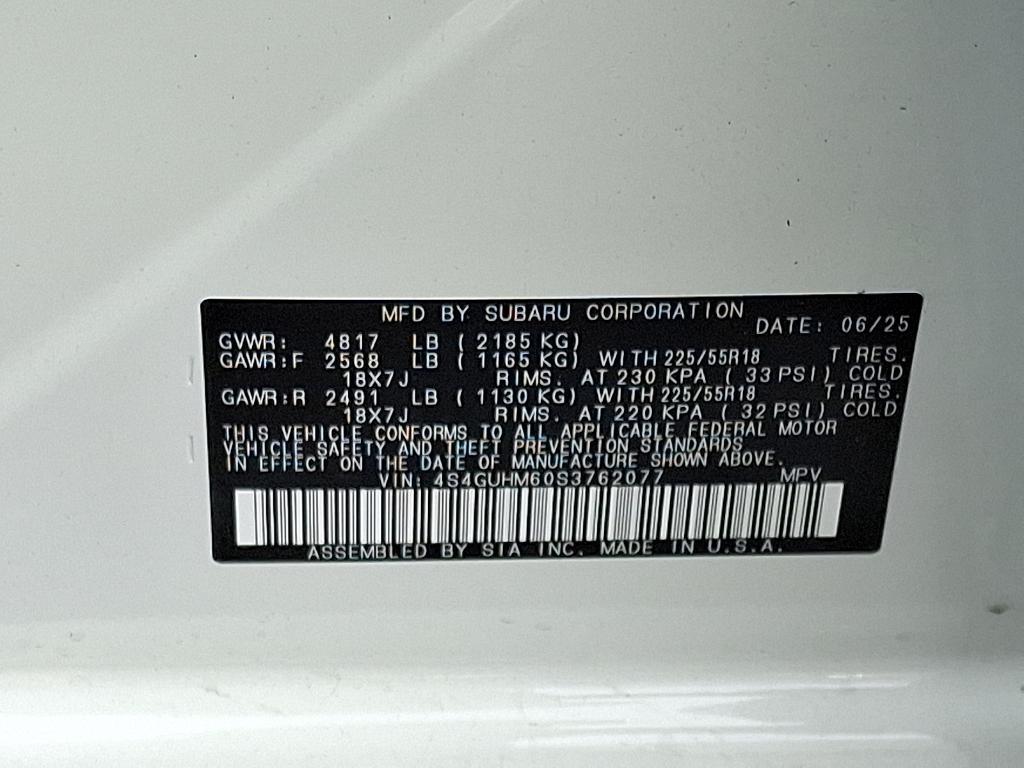 MFD BY SUBARU CORPORATION
DATE: 06/25
GVWR: 4817 LB ( 2185 KG)
GAWR:F 2568 LB ( 1165 KG) WITH 225/55R18 TIRES.
18X7J RIMS. AT 230 KPA ( 33 PSI) COLD
GAWR:R 2491 LB ( 1130 KG) WITH 225/55R18 TIRES.
18X7J RIMS. AT 220 KPA ( 32 PSI) COLD
THIS VEHICLE CONFORMS TO ALL APPLICABLE FEDERAL MOTOR
VEHICLE SAFETY AND THEFT PREVENTION STANDARDS
IN EFFECT ON THE DATE OF MANUFACTURE SHOWN ABOVE.
VIN: 4S4GUHM60S3762077 MPV
ASSEMBLED BY SIA INC. MADE IN U.S.A.